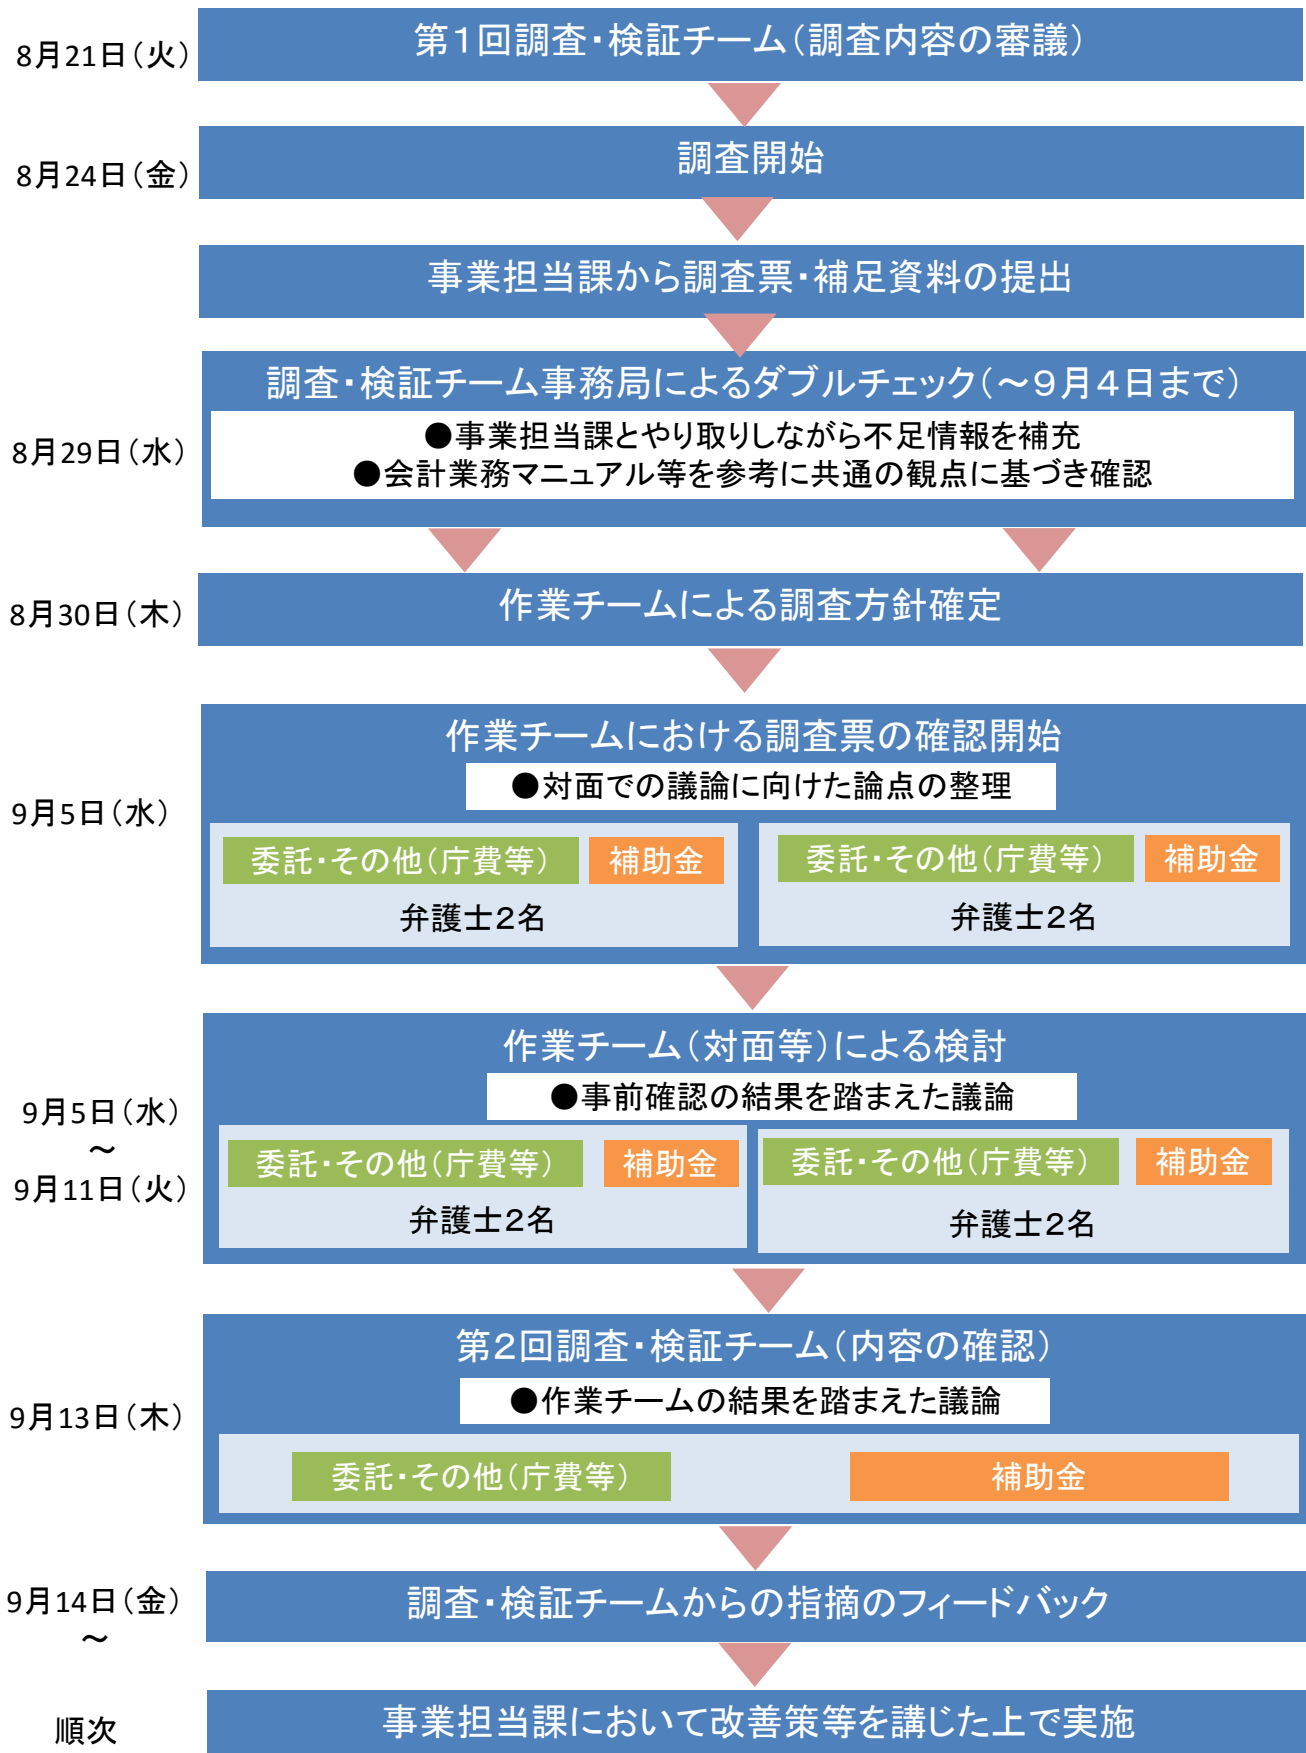 8月21日（火）
第１回調査・検証チーム（調査内容の審議）
8月24日（金）
調査開始
事業担当課から調査票・補足資料の提出
8月29日（水）
調査・検証チーム事務局によるダブルチェック（～９月４日まで）
●事業担当課とやり取りしながら不足情報を補充
●会計業務マニュアル等を参考に共通の観点に基づき確認
8月30日（木）
作業チームによる調査方針確定
9月5日（水）
作業チームにおける調査票の確認開始
●対面での議論に向けた論点の整理
委託・その他（庁費等） 補助金
弁護士２名
委託・その他（庁費等） 補助金
弁護士２名
9月5日（水）
～
9月11日（火）
作業チーム（対面等）による検討
●事前確認の結果を踏まえた議論
委託・その他（庁費等） 補助金
弁護士２名
委託・その他（庁費等） 補助金
弁護士２名
9月13日（木）
第２回調査・検証チーム（内容の確認）
●作業チームの結果を踏まえた議論
委託・その他（庁費等） 補助金
9月14日（金）
～
調査・検証チームからの指摘のフィードバック
順次
事業担当課において改善策等を講じた上で実施